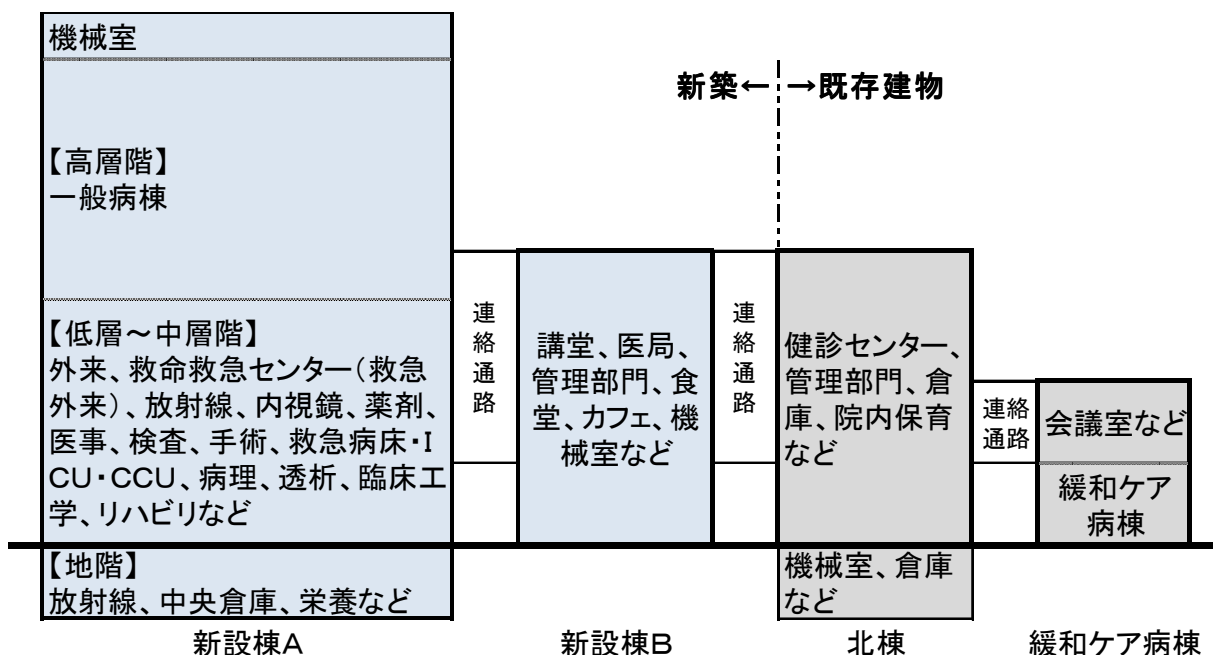 機械室
新築←
→既存建物
【高層階】
一般病棟
【低層～中層階】
外来、救命救急センター(救急
外来)、放射線、内視鏡、薬剤、
医事、検査、手術、救急病床・I
CU・CCU、病理、透析、臨床工
学、リハビリなど
【地階】
放射線、中央倉庫、栄養など
新設棟A
連
絡
通
路
講堂、医局、
管理部門、食
堂、カフェ、機
械室など
新設棟B
連
絡
通
路
健診センター、
管理部門、倉
庫、院内保育
など
機械室、倉庫
など
北棟
連絡
通路
会議室など
緩和ケア
病棟
緩和ケア病棟